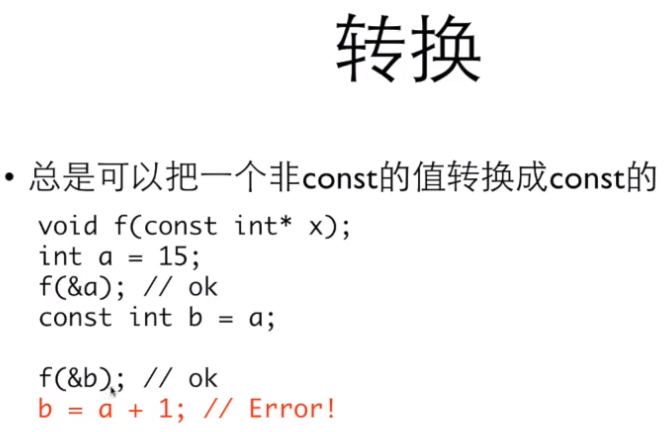 转换
• 总是可以把一个非const的值转换成const的
void f(const int* x);
int a = 15;
f(&a); // ok
const int b = a;
f(&b); // ok
b = a + 1; // Error!